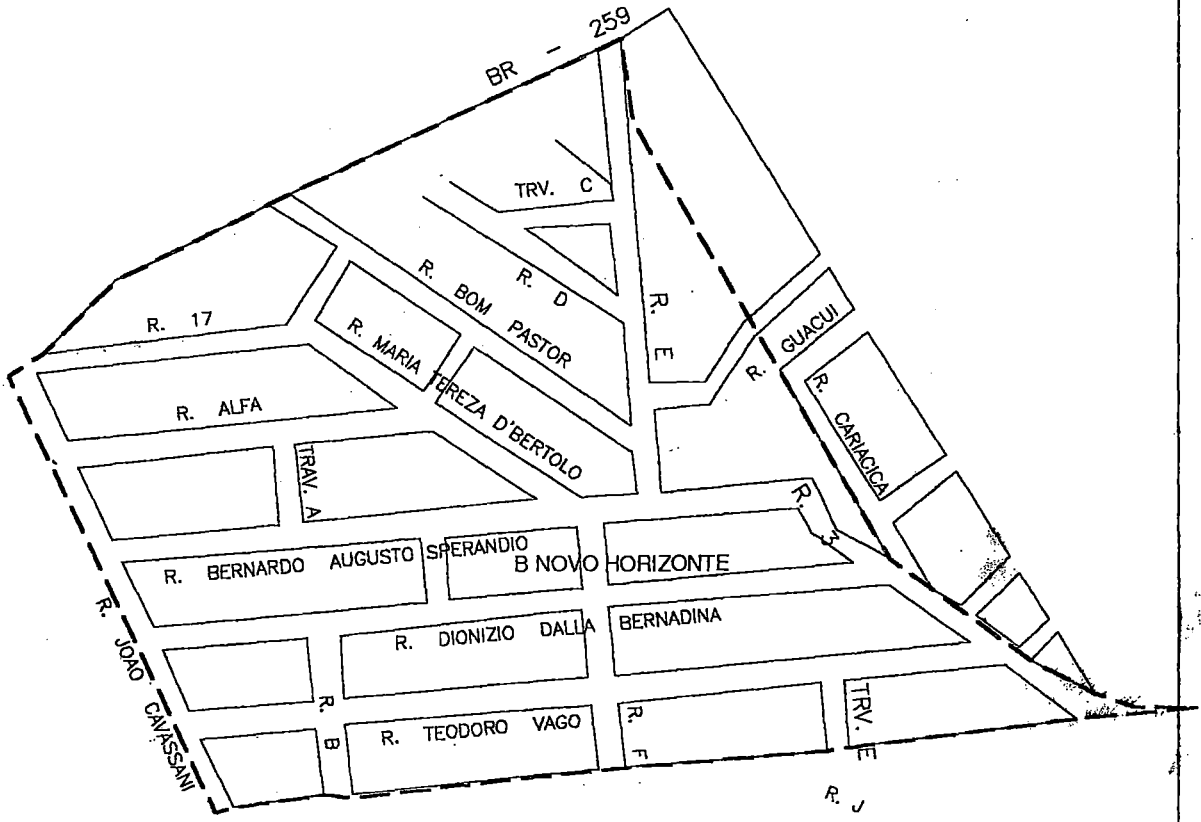 BR - 259
TRV. C
R. D
R. BOM PASTOR
R. 17
R. E
R. GUACUI
R. MARIA TEREZA D'BERTOLO
R. CARIACICA
R. ALFA
TRAV. A
R. 3
R. BERNARDO AUGUSTO SPERANDIO
B NOVO HORIZONTE
R. JOAO CAVASSANI
R. DIONIZIO DALLA BERNADINA
R. B
R. TEODORO VAGO
R. F
TRV. E
R. J